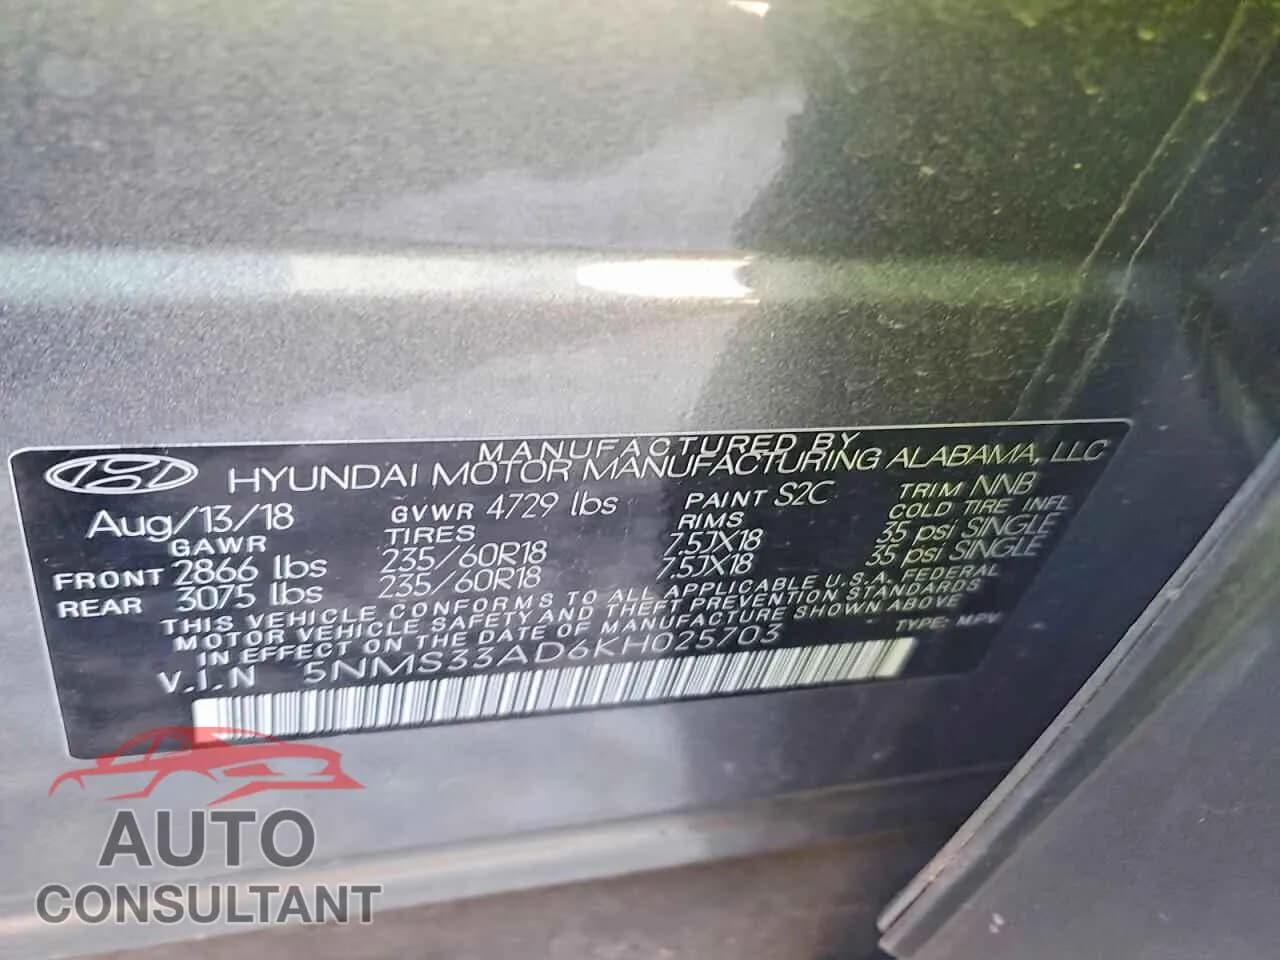 MANUFACTURED BY
HYUNDAI MOTOR MANUFACTURING ALABAMA, LLC
Aug/13/18 GVWR 4729 lbs PAINT S2C TRIM NNB
GAWR TIRES RIMS COLD TIRE INFL
FRONT 2866 lbs 235/60R18 7.5JX18 35 psi SINGLE
REAR 3075 lbs 235/60R18 7.5JX18 35 psi SINGLE
THIS VEHICLE CONFORMS TO ALL APPLICABLE U.S.A. FEDERAL
MOTOR VEHICLE SAFETY AND THEFT PREVENTION STANDARDS
IN EFFECT ON THE DATE OF MANUFACTURE SHOWN ABOVE
V.I.N 5NMS33AD6KH025703 TYPE: MPV
AUTO
CONSULTANT